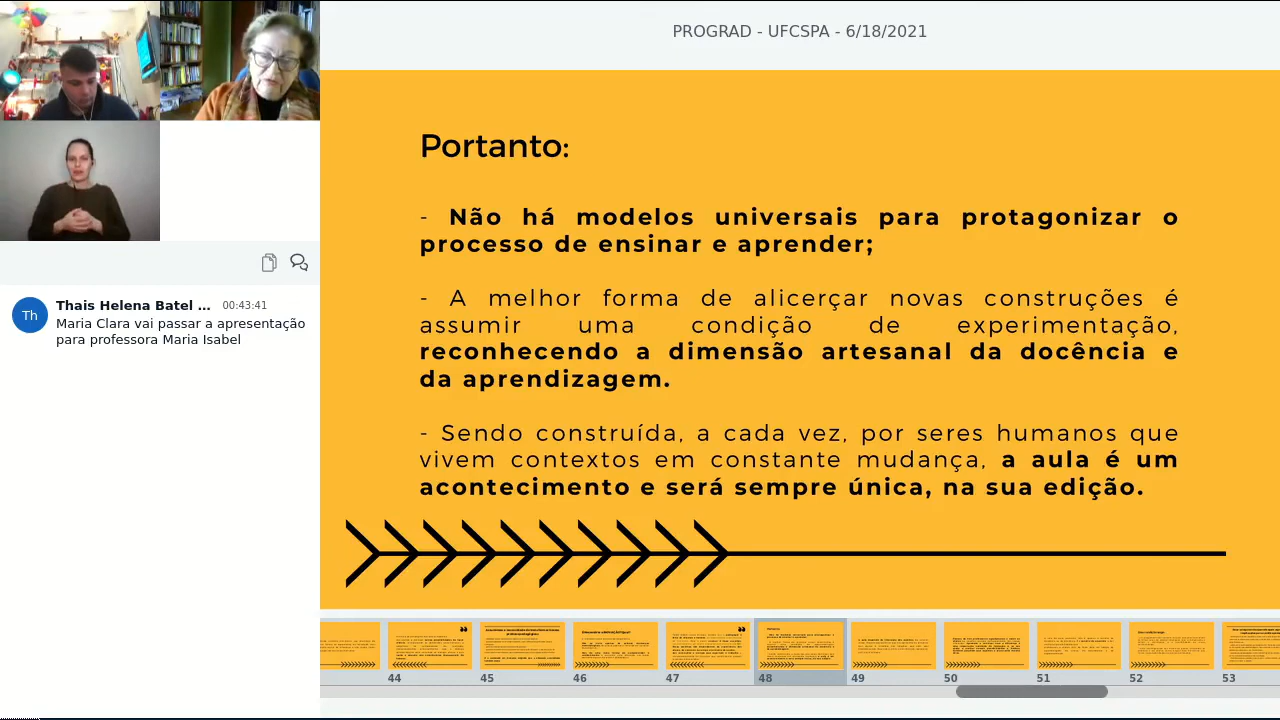 PROGRAD - UFCSPA - 6/18/2021
Portanto:
- Não há modelos universais para protagonizar o
processo de ensinar e aprender;
- A melhor forma de alicerçar novas construções é
assumir uma condição de experimentação,
reconhecendo a dimensão artesanal da docência e
da aprendizagem.
- Sendo construída, a cada vez, por seres humanos que
vivem contextos em constante mudança, a aula é um
acontecimento e será sempre única, na sua edição.
Th
Thais Helena Batel ... 00:43:41
Maria Clara vai passar a apresentação
para professora Maria Isabel
44 45 46 47 48 49 50 51 52 53